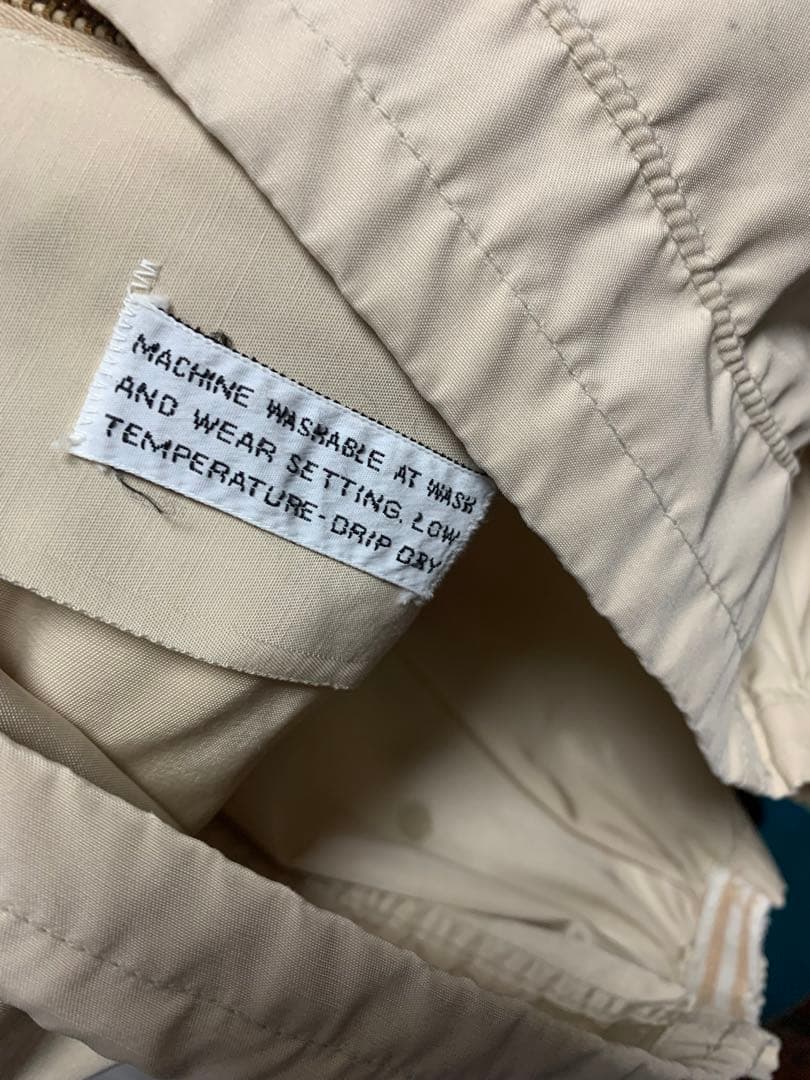 MACHINE WASHABLE AT WASH
AND WEAR SETTING. LOW
TEMPERATURE-DRIP DRY